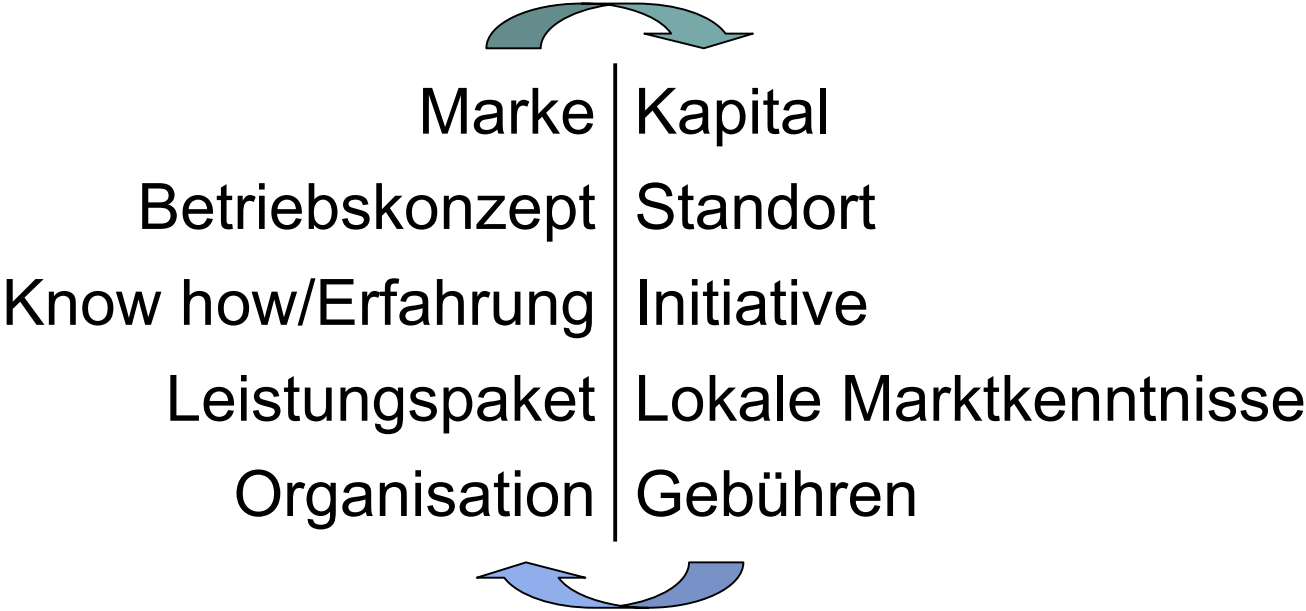 Marke Kapital
Betriebskonzept Standort
Know how/Erfahrung Initiative
Leistungspaket Lokale Marktkenntnisse
Organisation Gebühren